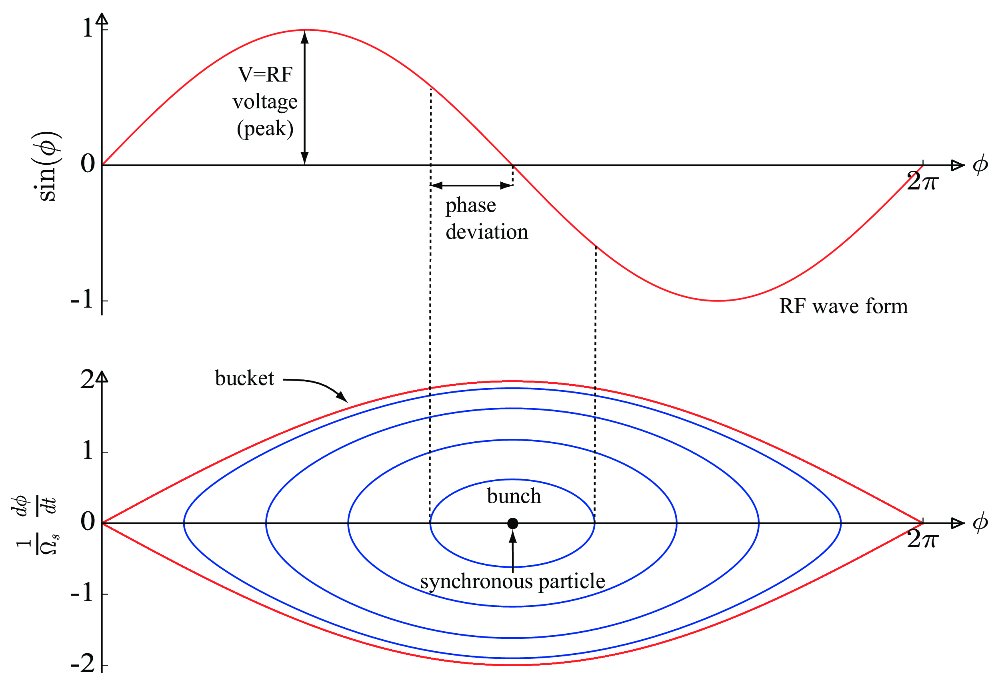 1
V=RF
voltage
(peak)
sin(ϕ)
0
ϕ
2π
phase
deviation
-1
RF wave form
2
bucket
1
bunch
1/Ω_s dϕ/dt
0
ϕ
2π
synchronous particle
-1
-2